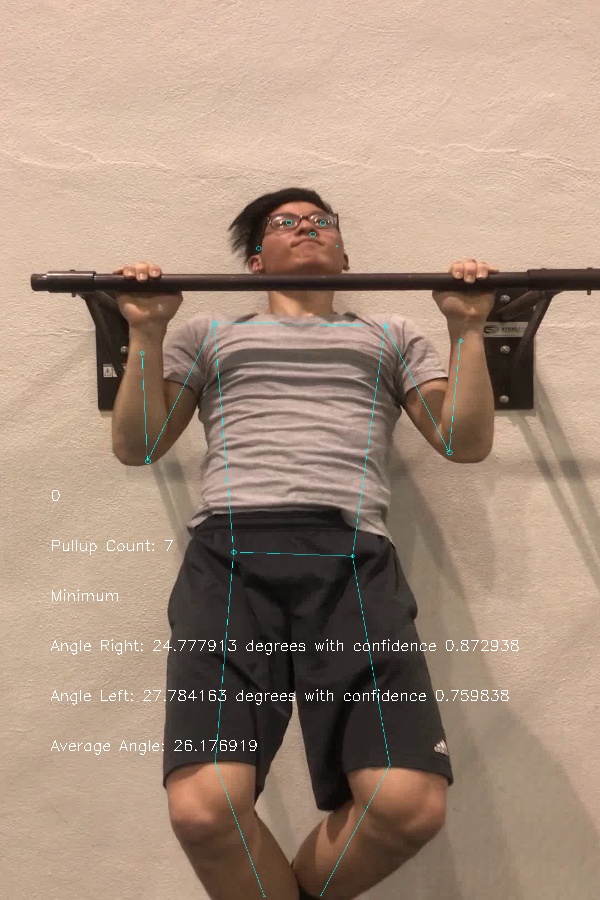 0
Pullup Count: 7
Minimum
Angle Right: 24.777913 degrees with confidence 0.872938
Angle Left: 27.784163 degrees with confidence 0.759838
Average Angle: 26.176919